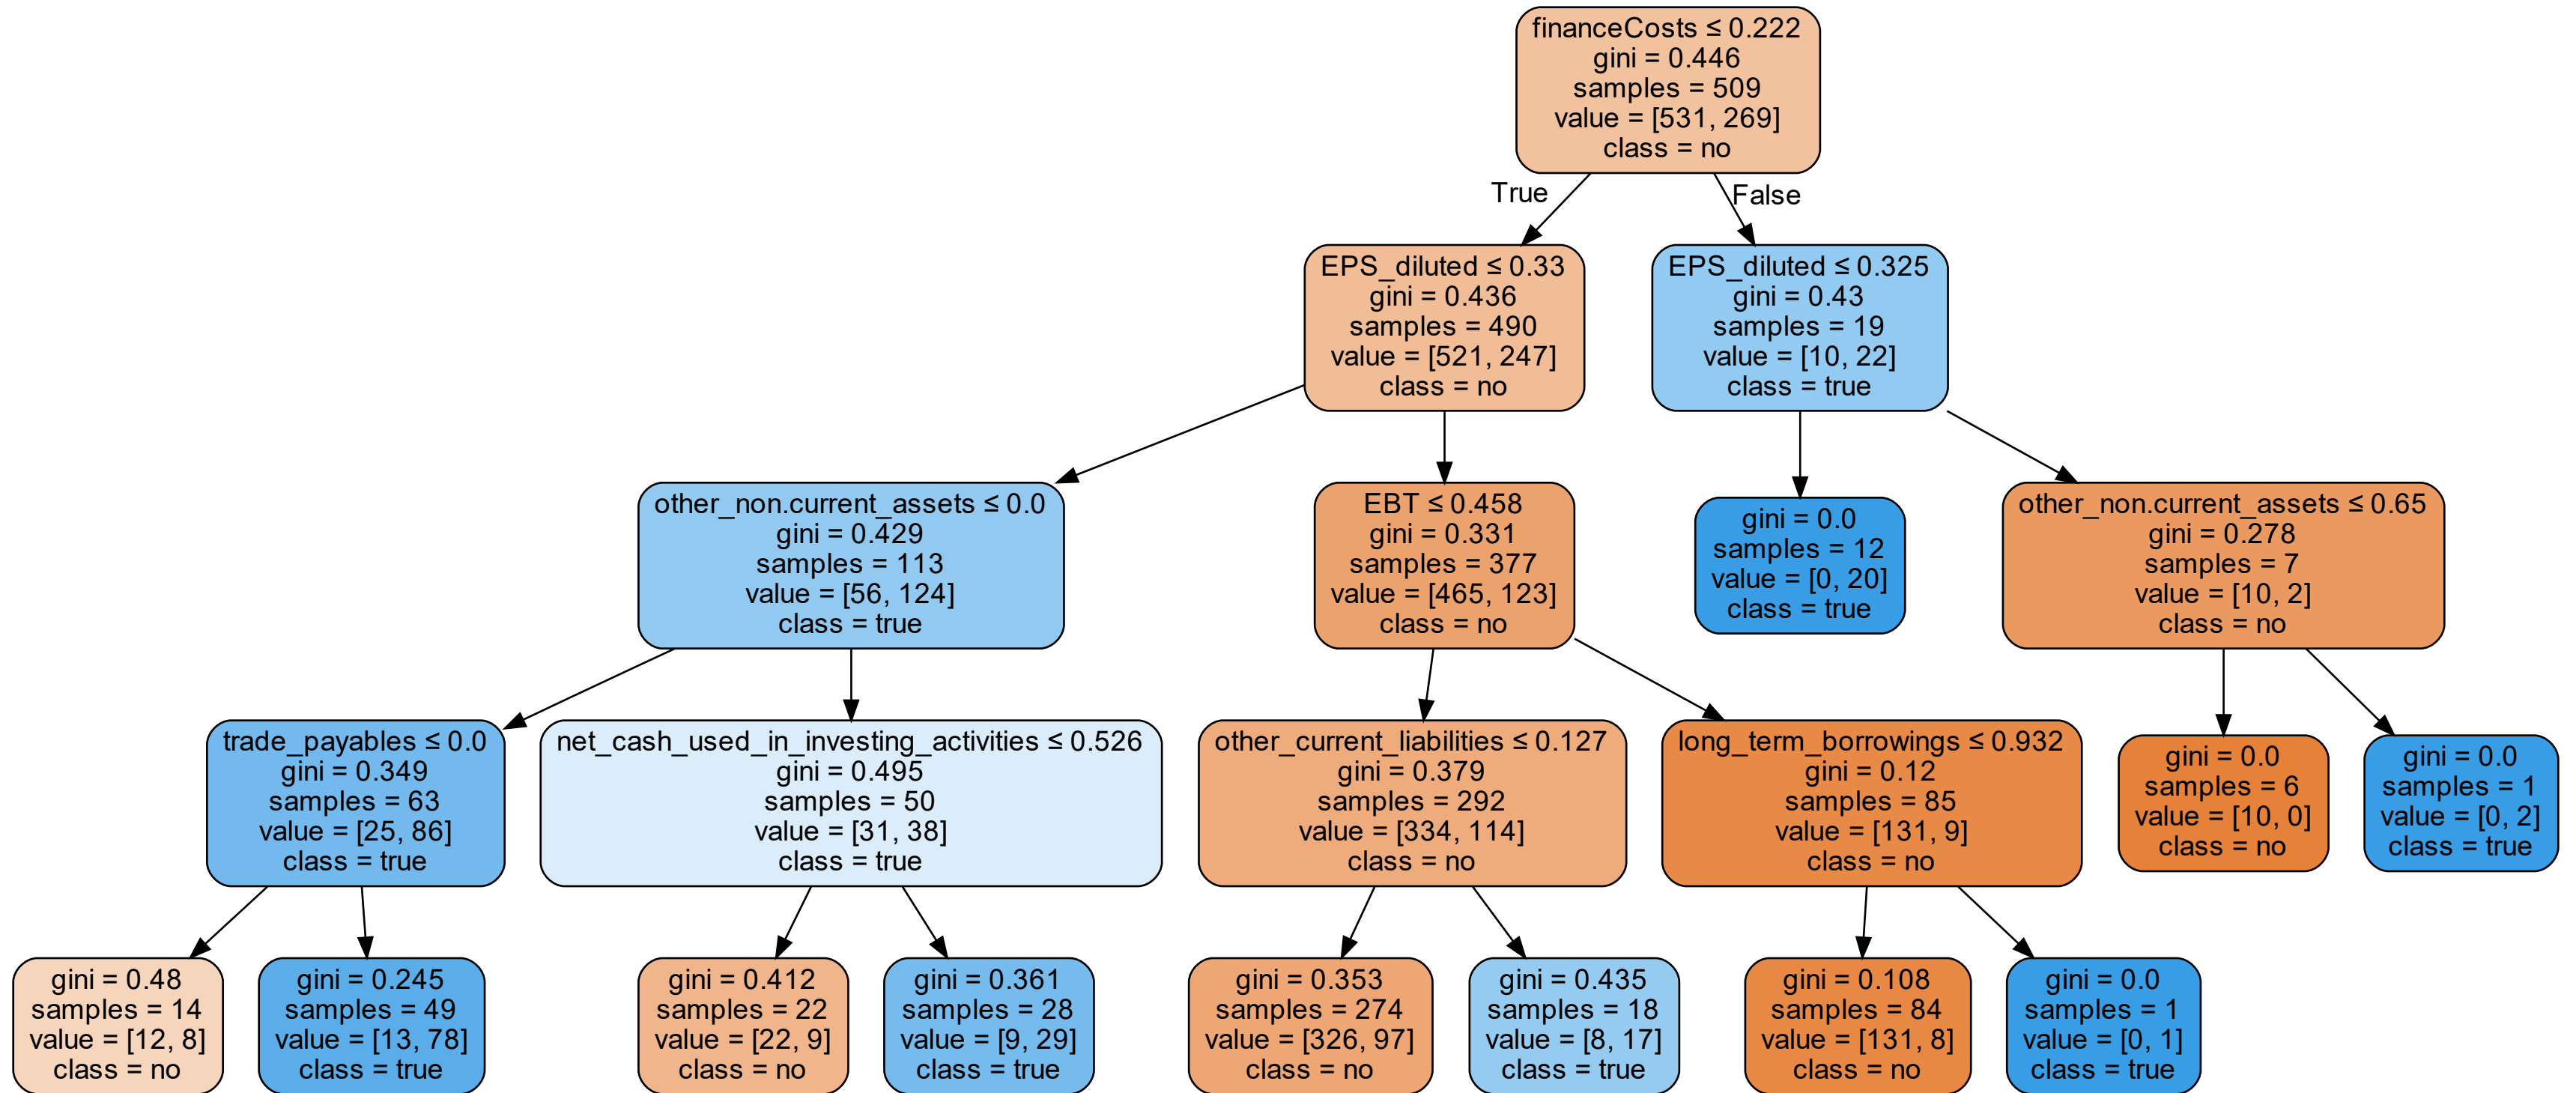 financeCosts ≤ 0.222
gini = 0.446
samples = 509
value = [531, 269]
class = no
True
False
EPS_diluted ≤ 0.33
gini = 0.436
samples = 490
value = [521, 247]
class = no
EPS_diluted ≤ 0.325
gini = 0.43
samples = 19
value = [10, 22]
class = true
other_non.current_assets ≤ 0.0
gini = 0.429
samples = 113
value = [56, 124]
class = true
EBT ≤ 0.458
gini = 0.331
samples = 377
value = [465, 123]
class = no
gini = 0.0
samples = 12
value = [0, 20]
class = true
other_non.current_assets ≤ 0.65
gini = 0.278
samples = 7
value = [10, 2]
class = no
trade_payables ≤ 0.0
gini = 0.349
samples = 63
value = [25, 86]
class = true
net_cash_used_in_investing_activities ≤ 0.526
gini = 0.495
samples = 50
value = [31, 38]
class = true
other_current_liabilities ≤ 0.127
gini = 0.379
samples = 292
value = [334, 114]
class = no
long_term_borrowings ≤ 0.932
gini = 0.12
samples = 85
value = [131, 9]
class = no
gini = 0.0
samples = 6
value = [10, 0]
class = no
gini = 0.0
samples = 1
value = [0, 2]
class = true
gini = 0.48
samples = 14
value = [12, 8]
class = no
gini = 0.245
samples = 49
value = [13, 78]
class = true
gini = 0.412
samples = 22
value = [22, 9]
class = no
gini = 0.361
samples = 28
value = [9, 29]
class = true
gini = 0.353
samples = 274
value = [326, 97]
class = no
gini = 0.435
samples = 18
value = [8, 17]
class = true
gini = 0.108
samples = 84
value = [131, 8]
class = no
gini = 0.0
samples = 1
value = [0, 1]
class = true